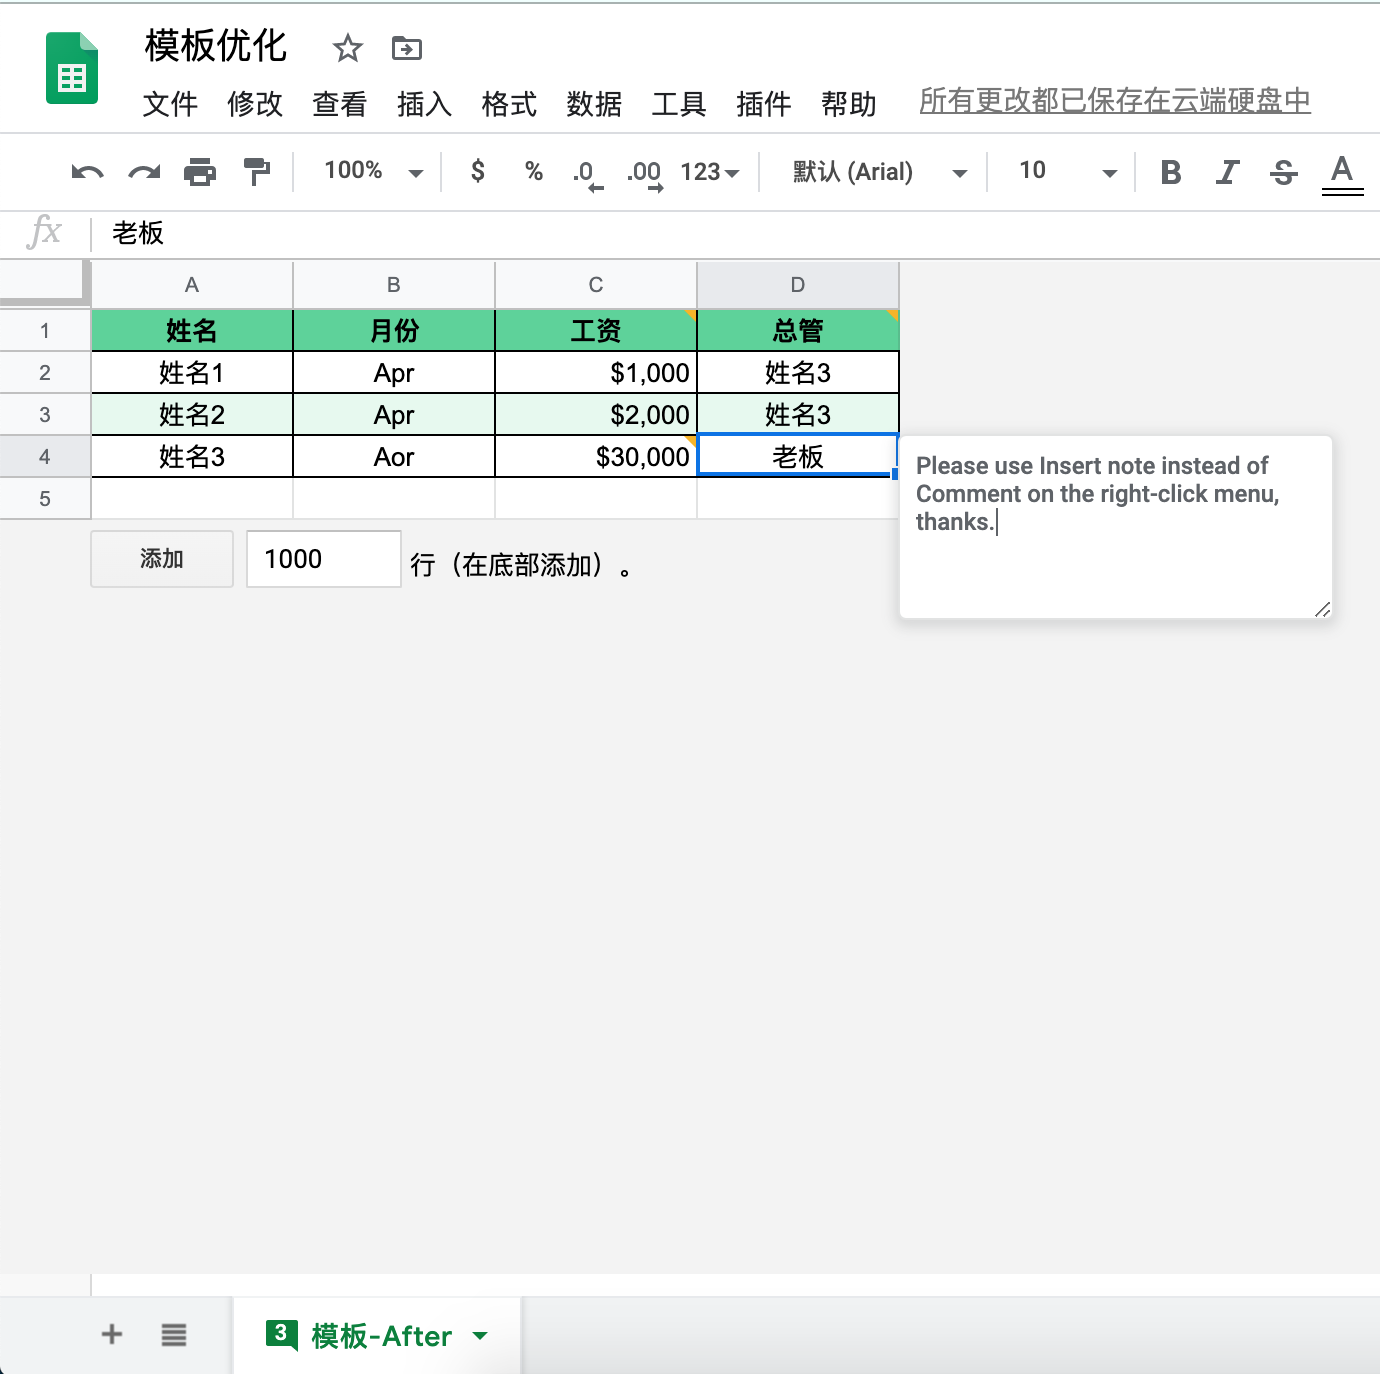 模板优化
文件 修改 查看 插入 格式 数据 工具 插件 帮助 所有更改都已保存在云端硬盘中
100% $ % .0 .00 123 默认 (Arial) 10 B I S A
fx 老板
A B C D
1 姓名 月份 工资 总管
2 姓名1 Apr $1,000 姓名3
3 姓名2 Apr $2,000 姓名3
4 姓名3 Aor $30,000 老板
Please use Insert note instead of
Comment on the right-click menu,
thanks.
5
添加 1000 行（在底部添加）。
3 模板-After